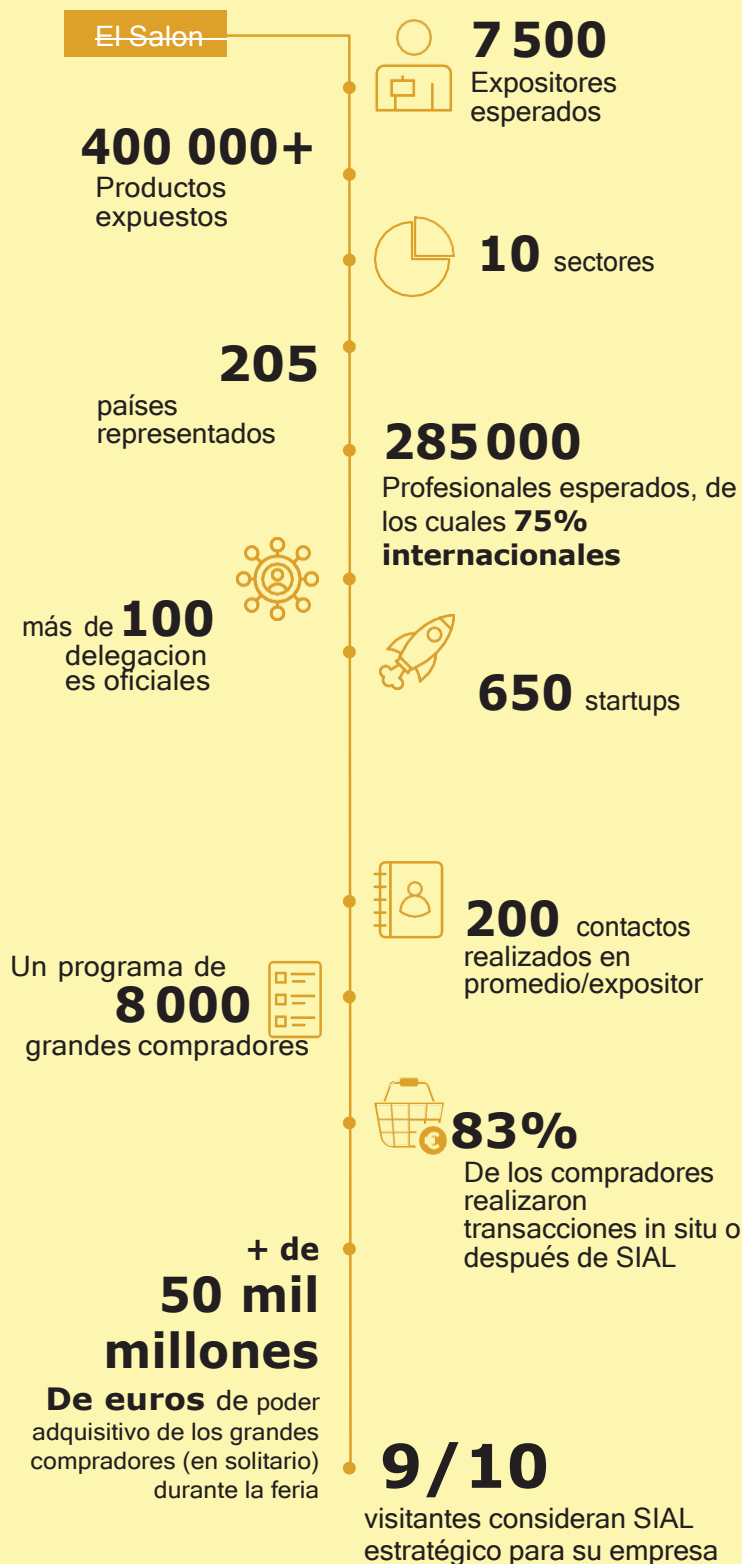 El Salon
7 500
Expositores
esperados
400 000+
Productos
expuestos
10 sectores
205
países
representados
285 000
Profesionales esperados, de
los cuales 75%
internacionales
más de 100
delegacion
es oficiales
650 startups
200 contactos
realizados en
promedio/expositor
Un programa de
8 000
grandes compradores
83%
De los compradores
realizaron
transacciones in situ o
después de SIAL
+ de
50 mil
millones
De euros de poder
adquisitivo de los grandes
compradores (en solitario)
durante la feria
9/10
visitantes consideran SIAL
estratégico para su empresa